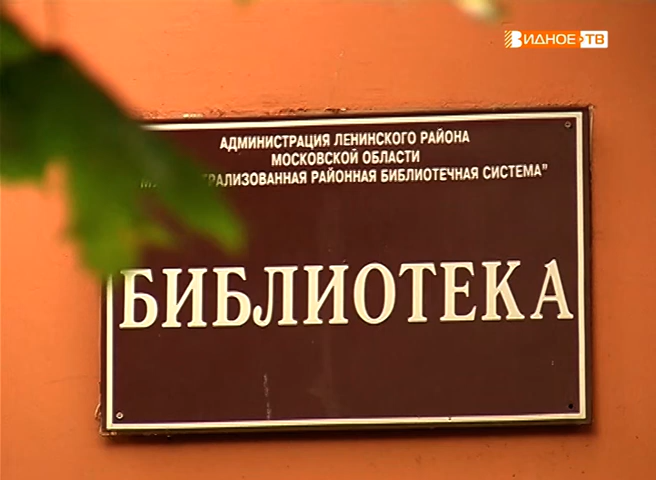 ВИДНОЕ-ТВ
АДМИНИСТРАЦИЯ ЛЕНИНСКОГО РАЙОНА
МОСКОВСКОЙ ОБЛАСТИ
РАЙОННАЯ БИБЛИОТЕЧНАЯ СИСТЕМА"
БИБЛИОТЕКА